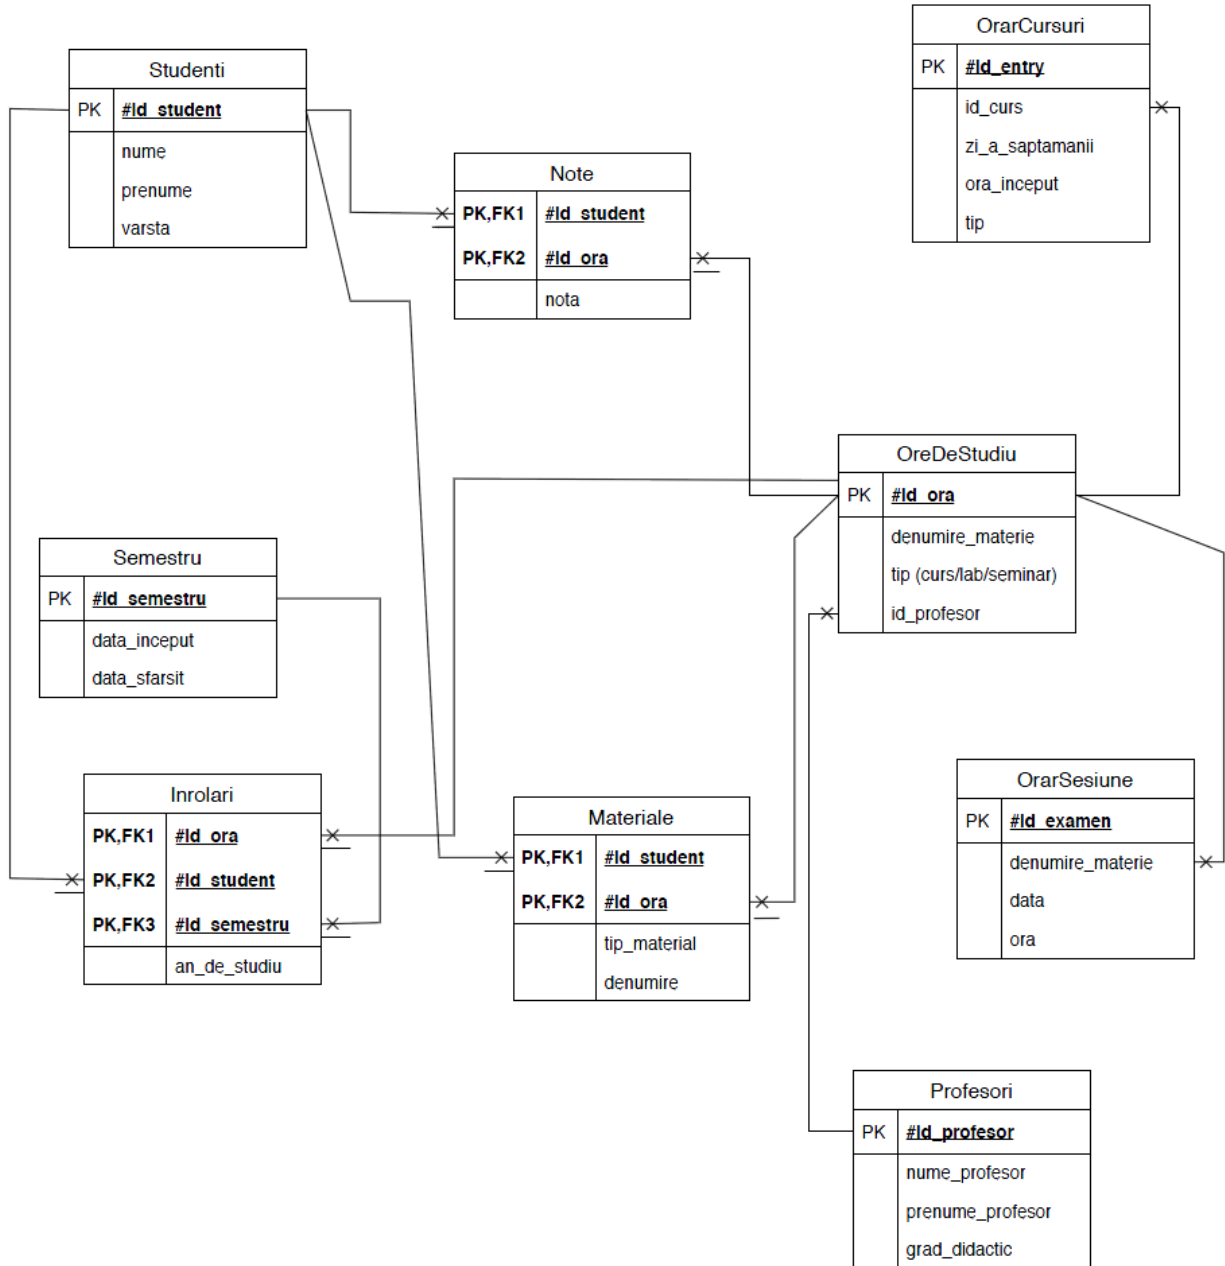 OrarCursuri
PK #Id_entry
id_curs
zi_a_saptamanii
ora_inceput
tip
Studenti
PK #Id_student
nume
prenume
varsta
Note
PK,FK1 #Id_student
PK,FK2 #Id_ora
nota
OreDeStudiu
PK #Id_ora
denumire_materie
tip (curs/lab/seminar)
id_profesor
Semestru
PK #Id_semestru
data_inceput
data_sfarsit
Inrolari
PK,FK1 #Id_ora
PK,FK2 #Id_student
PK,FK3 #Id_semestru
an_de_studiu
Materiale
PK,FK1 #Id_student
PK,FK2 #Id_ora
tip_material
denumire
OrarSesiune
PK #Id_examen
denumire_materie
data
ora
Profesori
PK #Id_profesor
nume_profesor
prenume_profesor
grad_didactic